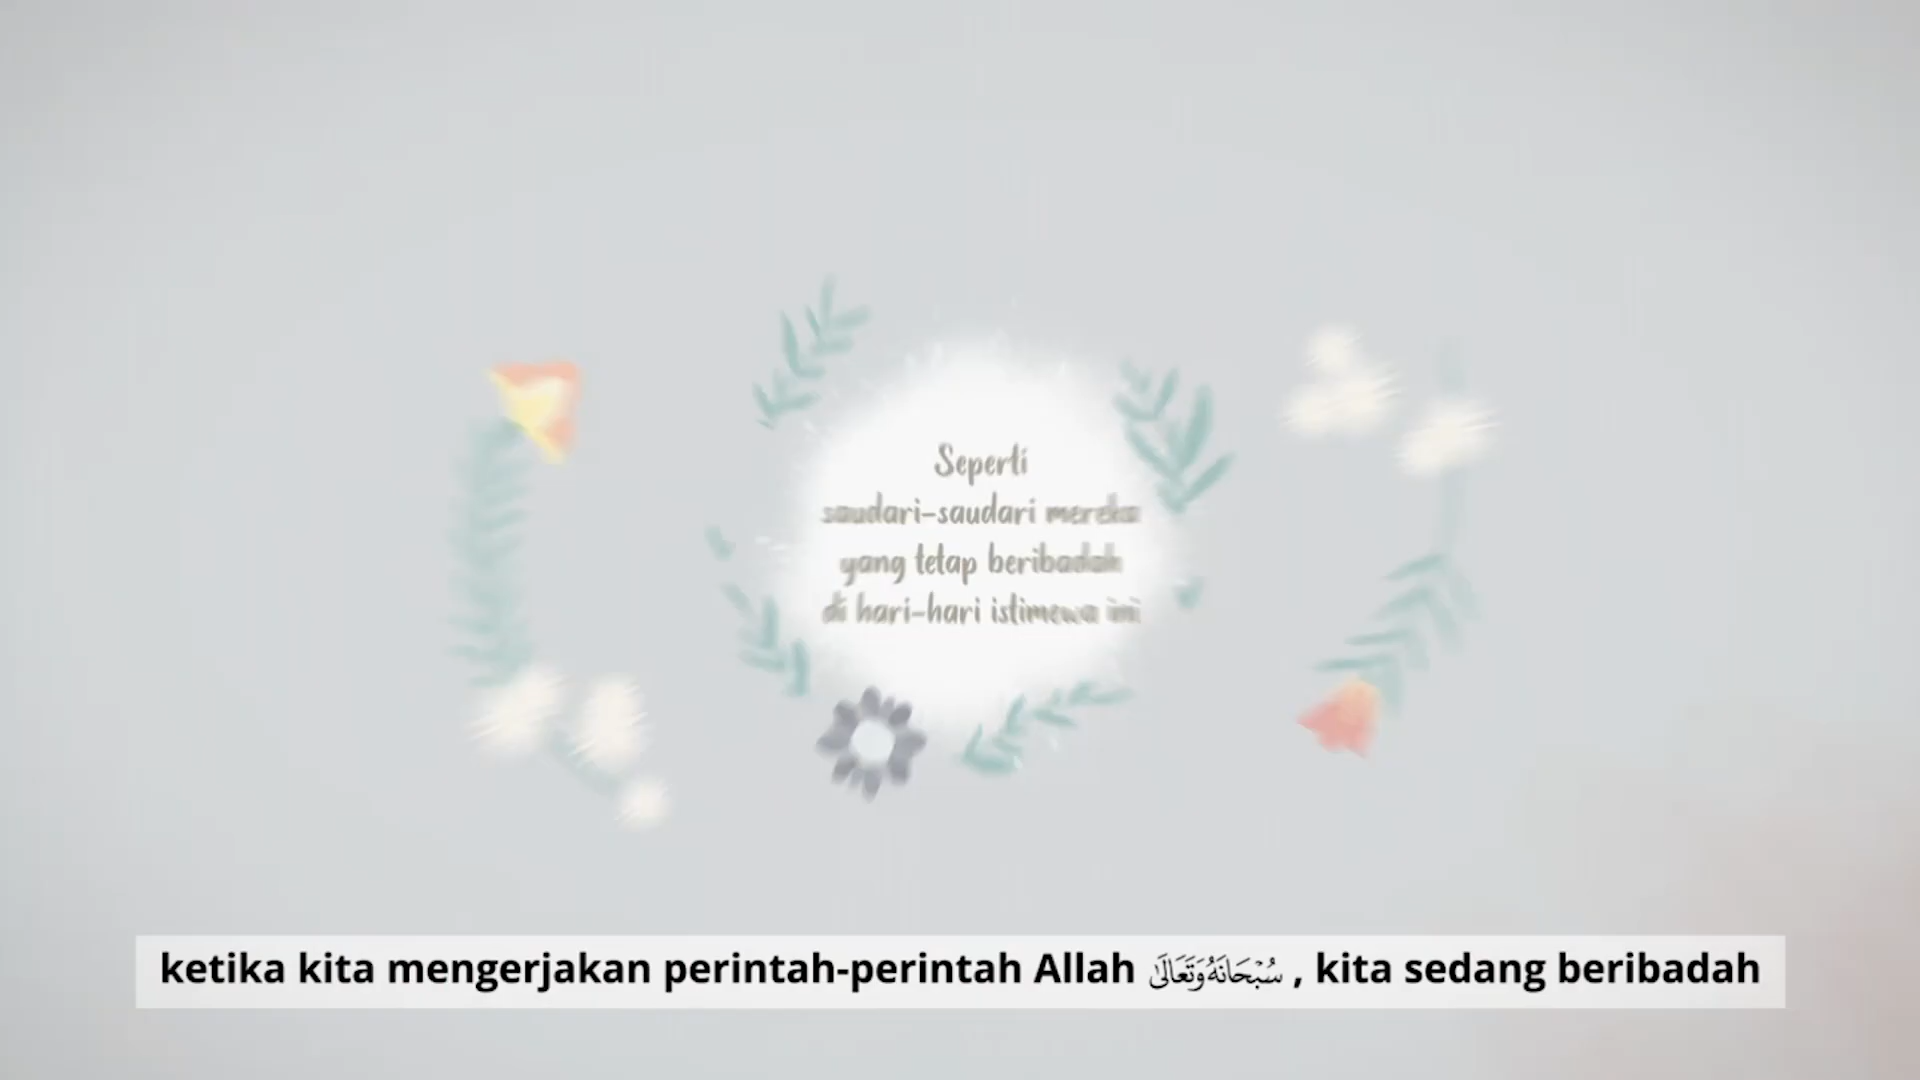 Seperti
saudari-saudari mereka
yang tetap beribadah
di hari-hari istimewa ini
ketika kita mengerjakan perintah-perintah Allah سُبْحَانَهُ وَتَعَالَىٰ , kita sedang beribadah